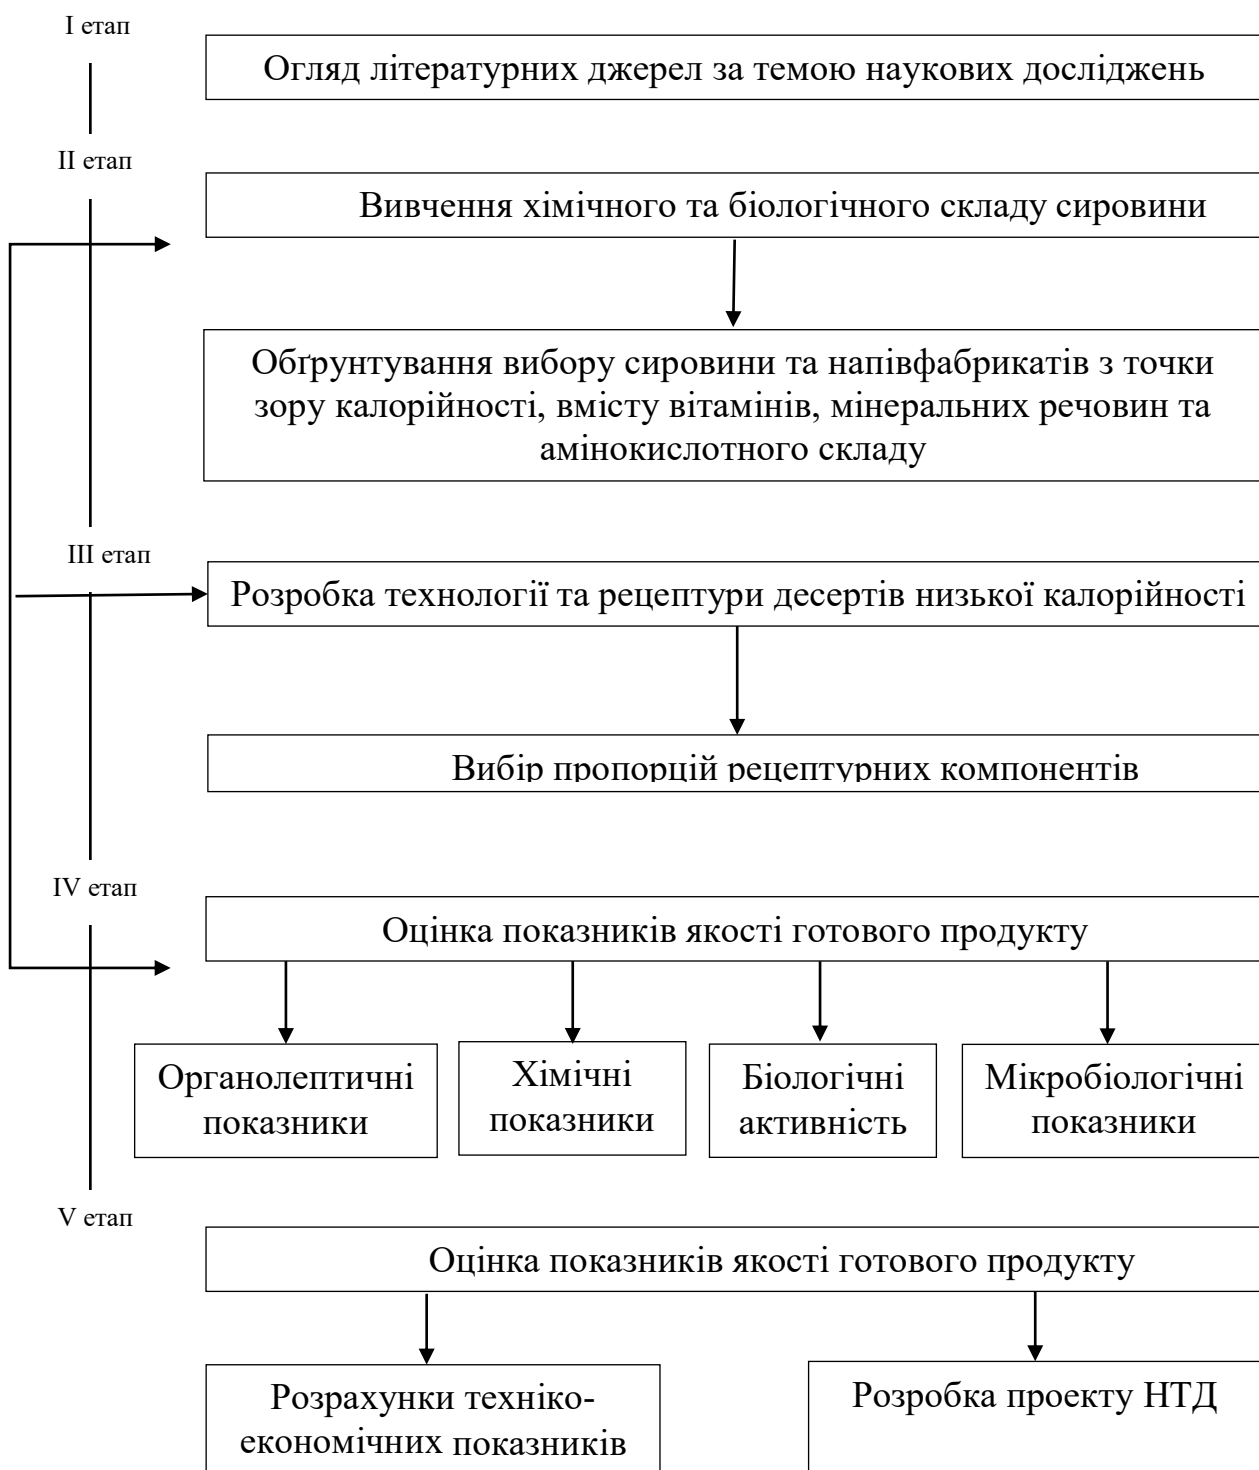 I етап
Огляд літературних джерел за темою наукових досліджень
II етап
Вивчення хімічного та біологічного складу сировини
Обґрунтування вибору сировини та напівфабрикатів з точки
зору калорійності, вмісту вітамінів, мінеральних речовин та
амінокислотного складу
III етап
Розробка технології та рецептури десертів низької калорійності
Вибір пропорцій рецептурних компонентів
IV етап
Оцінка показників якості готового продукту
Органолептичні
показники
Хімічні
показники
Біологічні
активність
Мікробіологічні
показники
V етап
Оцінка показників якості готового продукту
Розрахунки техніко-
економічних показників
Розробка проекту НТД